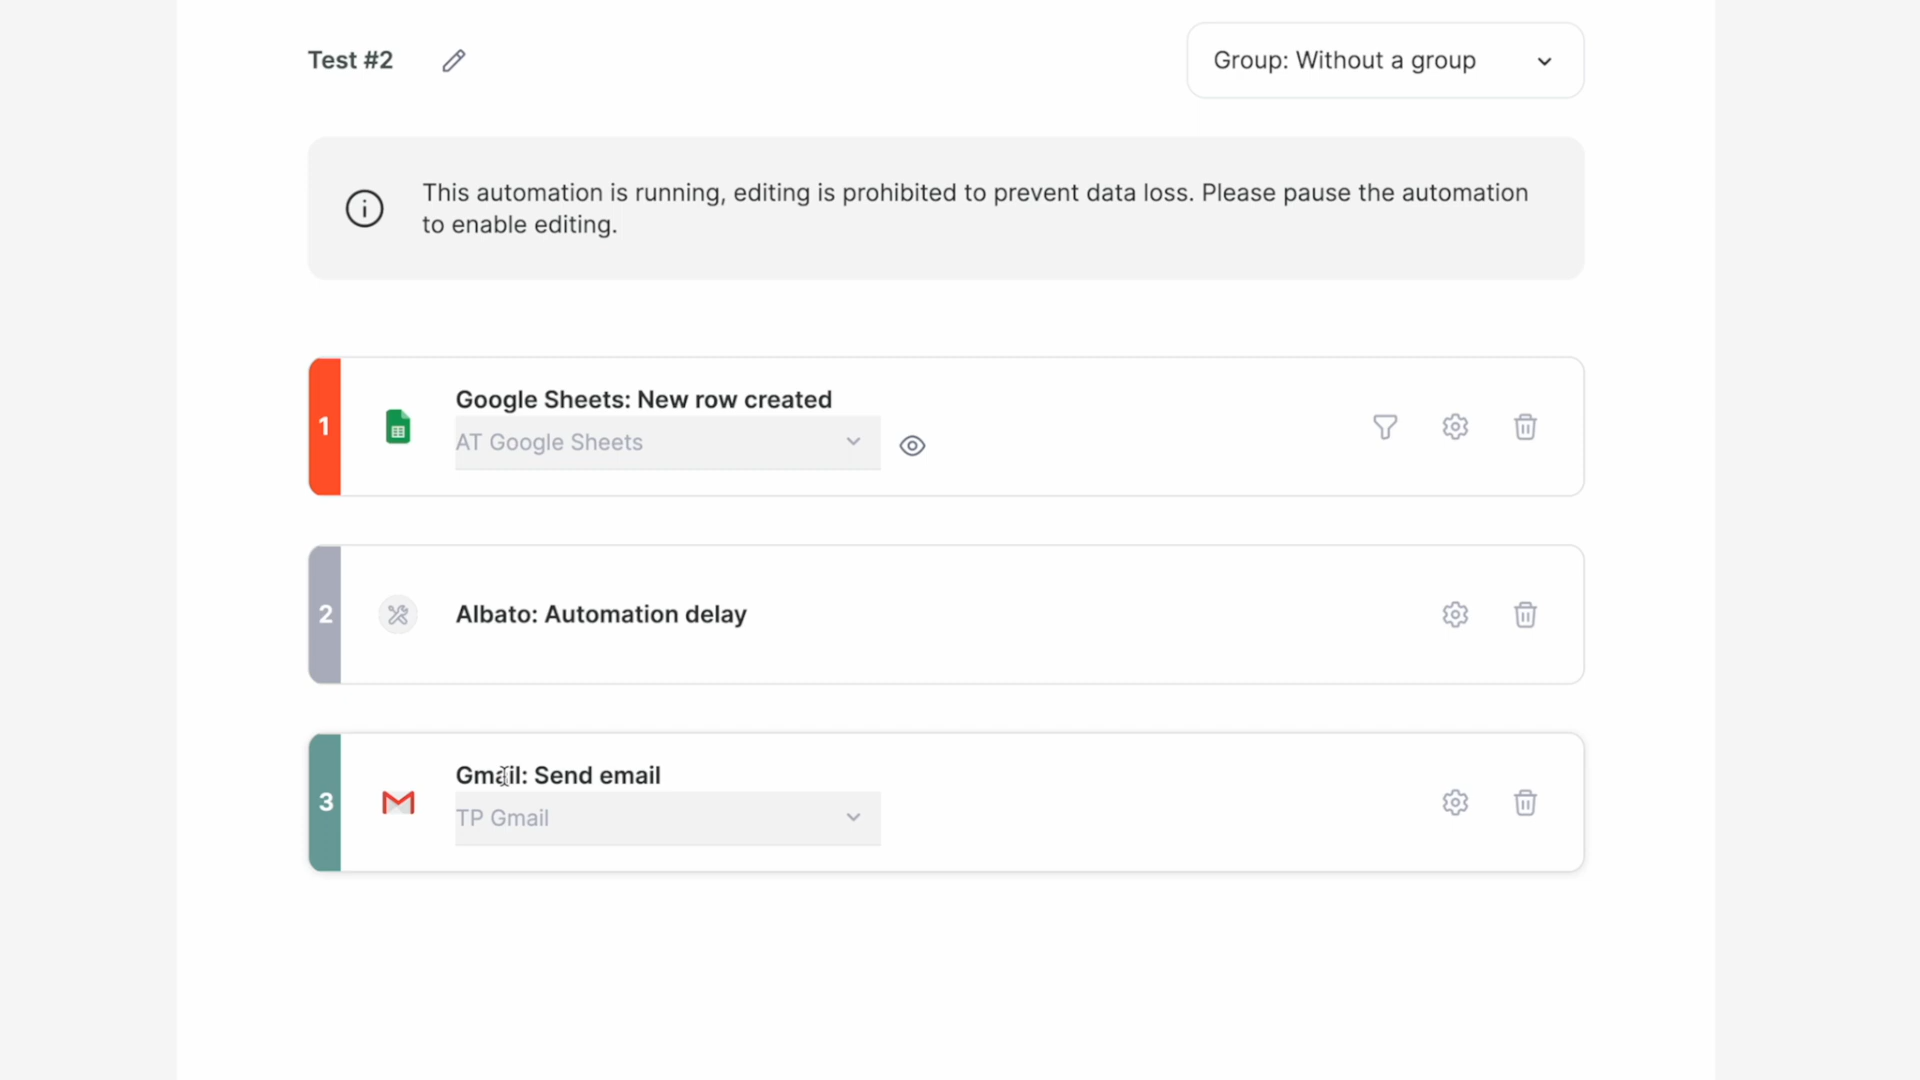 Test #2
Group: Without a group
This automation is running, editing is prohibited to prevent data loss. Please pause the automation
to enable editing.
1
Google Sheets: New row created
AT Google Sheets
2
Albato: Automation delay
3
Gmail: Send email
TP Gmail